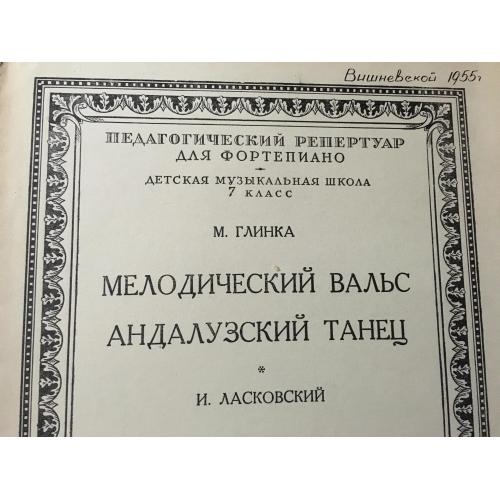 Вишневской 1955г
ПЕДАГОГИЧЕСКИЙ РЕПЕРТУАР
ДЛЯ ФОРТЕПИАНО
ДЕТСКАЯ МУЗЫКАЛЬНАЯ ШКОЛА
7 КЛАСС
М. ГЛИНКА
МЕЛОДИЧЕСКИЙ ВАЛЬС
АНДАЛУЗСКИЙ ТАНЕЦ
*
И. ЛАСКОВСКИЙ